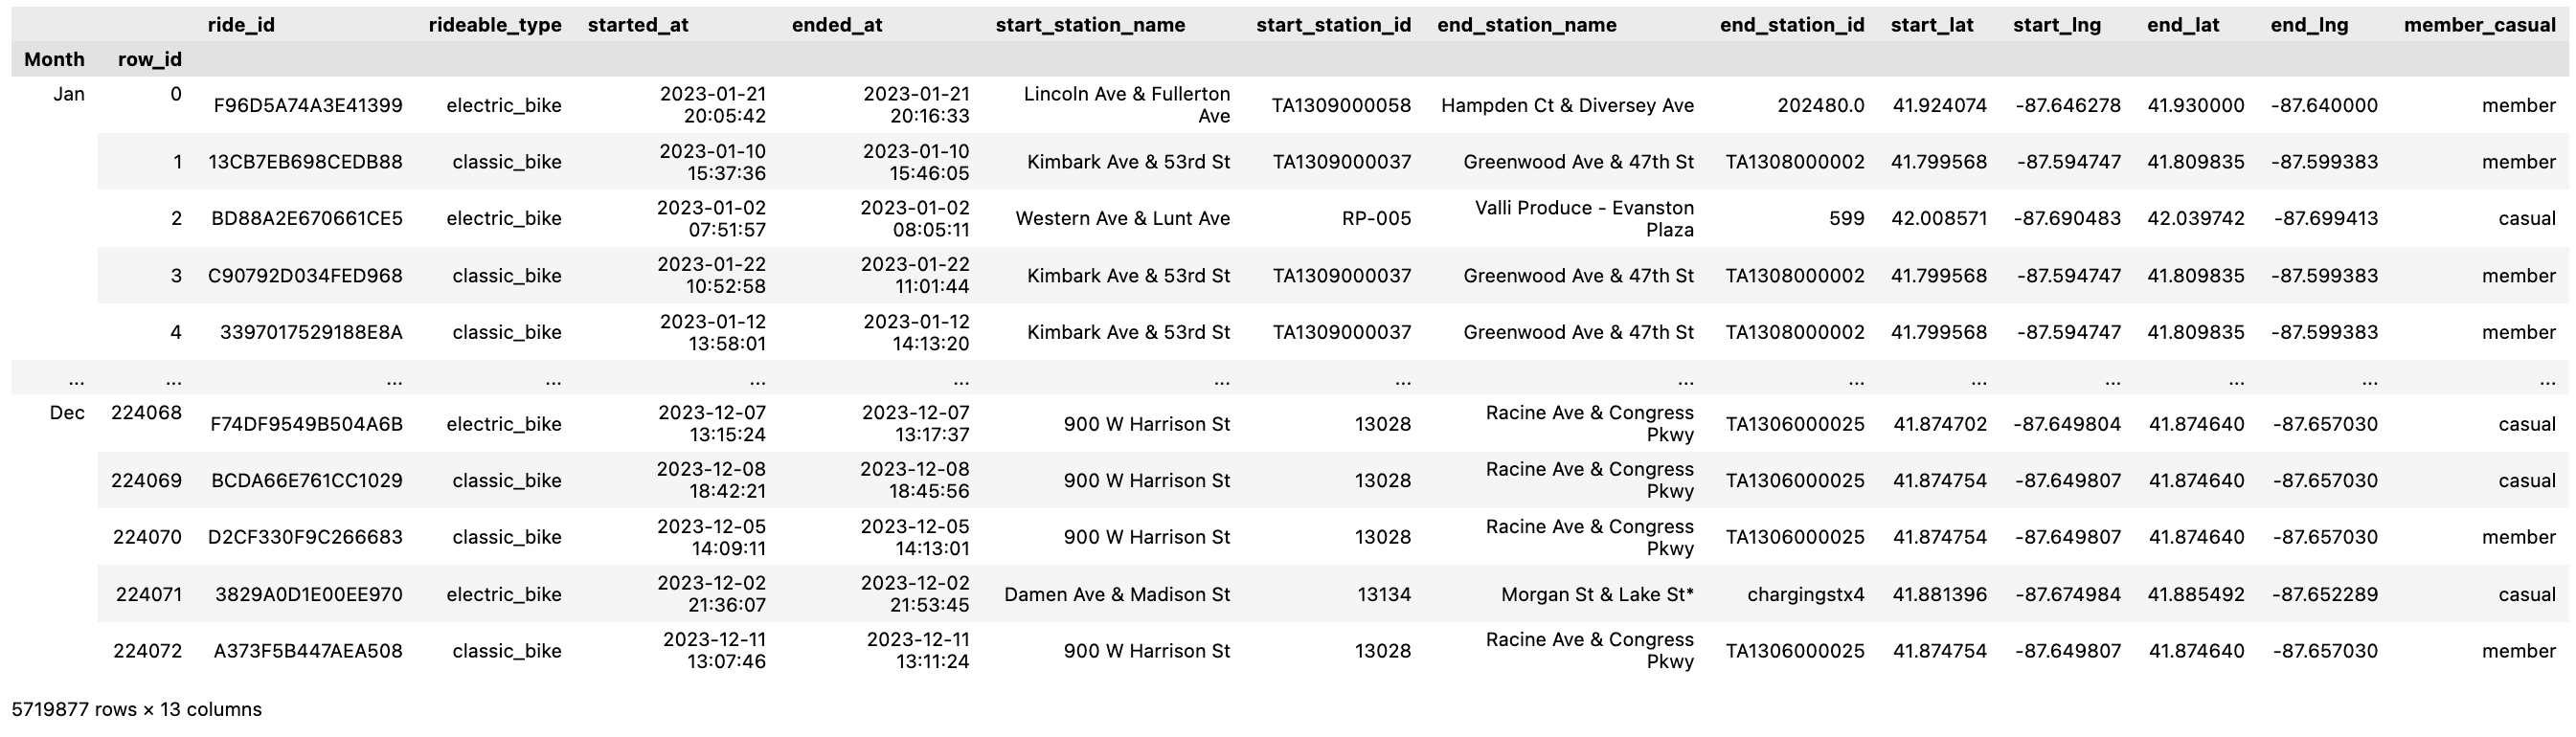 ride_id rideable_type started_at ended_at start_station_name start_station_id end_station_name end_station_id start_lat start_lng end_lat end_lng member_casual
Month row_id
Jan 0 F96D5A74A3E41399 electric_bike 2023-01-21 20:05:42 2023-01-21 20:16:33 Lincoln Ave & Fullerton Ave TA1309000058 Hampden Ct & Diversey Ave 202480.0 41.924074 -87.646278 41.930000 -87.640000 member
1 13CB7EB698CEDB88 classic_bike 2023-01-10 15:37:36 2023-01-10 15:46:05 Kimbark Ave & 53rd St TA1309000037 Greenwood Ave & 47th St TA1308000002 41.799568 -87.594747 41.809835 -87.599383 member
2 BD88A2E670661CE5 electric_bike 2023-01-02 07:51:57 2023-01-02 08:05:11 Western Ave & Lunt Ave RP-005 Valli Produce - Evanston Plaza 599 42.008571 -87.690483 42.039742 -87.699413 casual
3 C90792D034FED968 classic_bike 2023-01-22 10:52:58 2023-01-22 11:01:44 Kimbark Ave & 53rd St TA1309000037 Greenwood Ave & 47th St TA1308000002 41.799568 -87.594747 41.809835 -87.599383 member
4 3397017529188E8A classic_bike 2023-01-12 13:58:01 2023-01-12 14:13:20 Kimbark Ave & 53rd St TA1309000037 Greenwood Ave & 47th St TA1308000002 41.799568 -87.594747 41.809835 -87.599383 member
... ... ... ... ... ... ... ... ... ... ... ... ... ... ...
Dec 224068 F74DF9549B504A6B electric_bike 2023-12-07 13:15:24 2023-12-07 13:17:37 900 W Harrison St 13028 Racine Ave & Congress Pkwy TA1306000025 41.874702 -87.649804 41.874640 -87.657030 casual
224069 BCDA66E761CC1029 classic_bike 2023-12-08 18:42:21 2023-12-08 18:45:56 900 W Harrison St 13028 Racine Ave & Congress Pkwy TA1306000025 41.874754 -87.649807 41.874640 -87.657030 casual
224070 D2CF330F9C266683 classic_bike 2023-12-05 14:09:11 2023-12-05 14:13:01 900 W Harrison St 13028 Racine Ave & Congress Pkwy TA1306000025 41.874754 -87.649807 41.874640 -87.657030 member
224071 3829A0D1E00EE970 electric_bike 2023-12-02 21:36:07 2023-12-02 21:53:45 Damen Ave & Madison St 13134 Morgan St & Lake St* chargingstx4 41.881396 -87.674984 41.885492 -87.652289 casual
224072 A373F5B447AEA508 classic_bike 2023-12-11 13:07:46 2023-12-11 13:11:24 900 W Harrison St 13028 Racine Ave & Congress Pkwy TA1306000025 41.874754 -87.649807 41.874640 -87.657030 member
5719877 rows × 13 columns